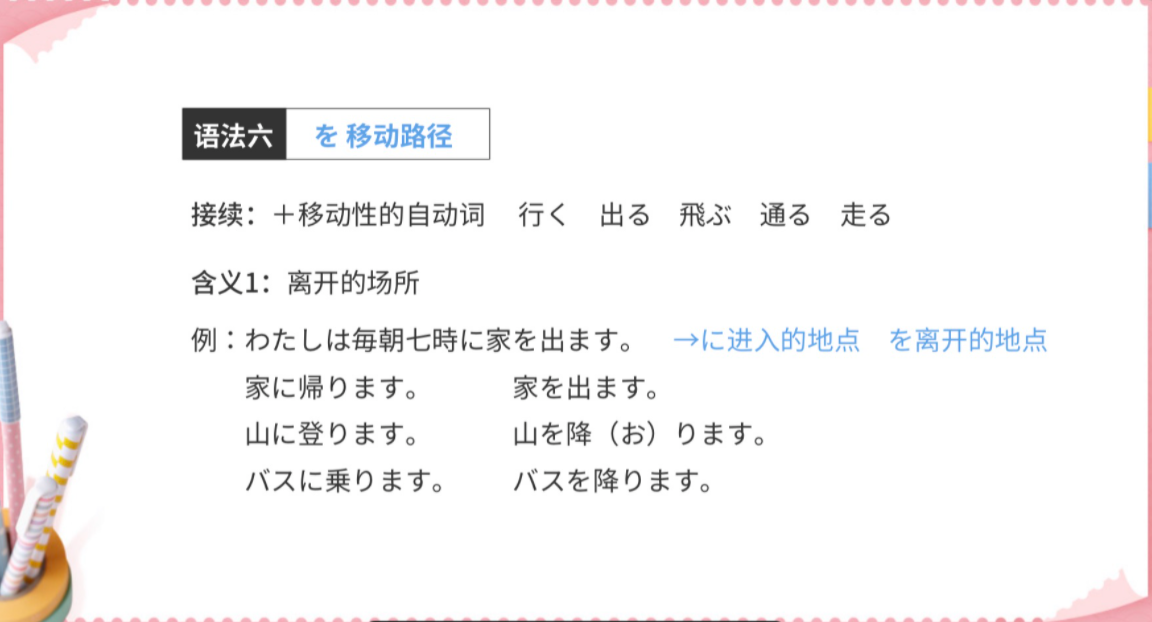 语法六 を 移动路径
接续：＋移动性的自动词 行く 出る 飛ぶ 通る 走る
含义1：离开的场所
例：わたしは毎朝七時に家を出ます。 →に进入的地点 を离开的地点
家に帰ります。 家を出ます。
山に登ります。 山を降（お）ります。
バスに乗ります。 バスを降ります。